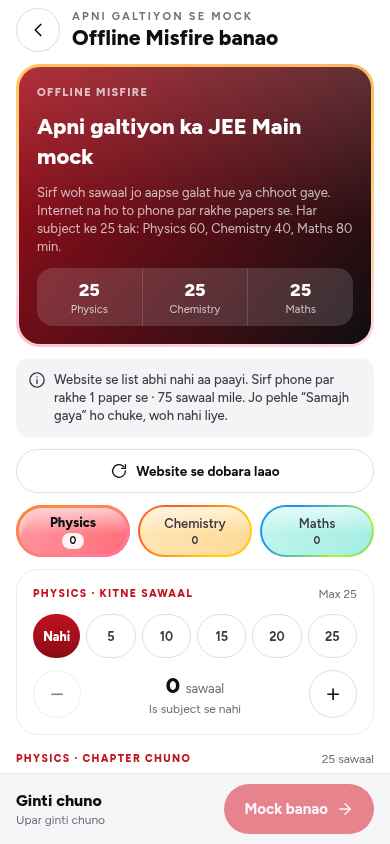 APNI GALTIYON SE MOCK
Offline Misfire banao
OFFLINE MISFIRE
Apni galtiyon ka JEE Main
mock
Sirf woh sawaal jo aapse galat hue ya chhoot gaye.
Internet na ho to phone par rakhe papers se. Har
subject ke 25 tak: Physics 60, Chemistry 40, Maths 80
min.
25 25 25
Physics Chemistry Maths
Website se list abhi nahi aa paayi. Sirf phone par
rakhe 1 paper se · 75 sawaal mile. Jo pehle “Samajh
gaya” ho chuke, woh nahi liye.
Website se dobara laao
Physics Chemistry Maths
0 0 0
PHYSICS · KITNE SAWAAL Max 25
Nahi 5 10 15 20 25
− 0 sawaal +
Is subject se nahi
PHYSICS · CHAPTER CHUNO 25 sawaal
Ginti chuno
Upar ginti chuno
Mock banao →